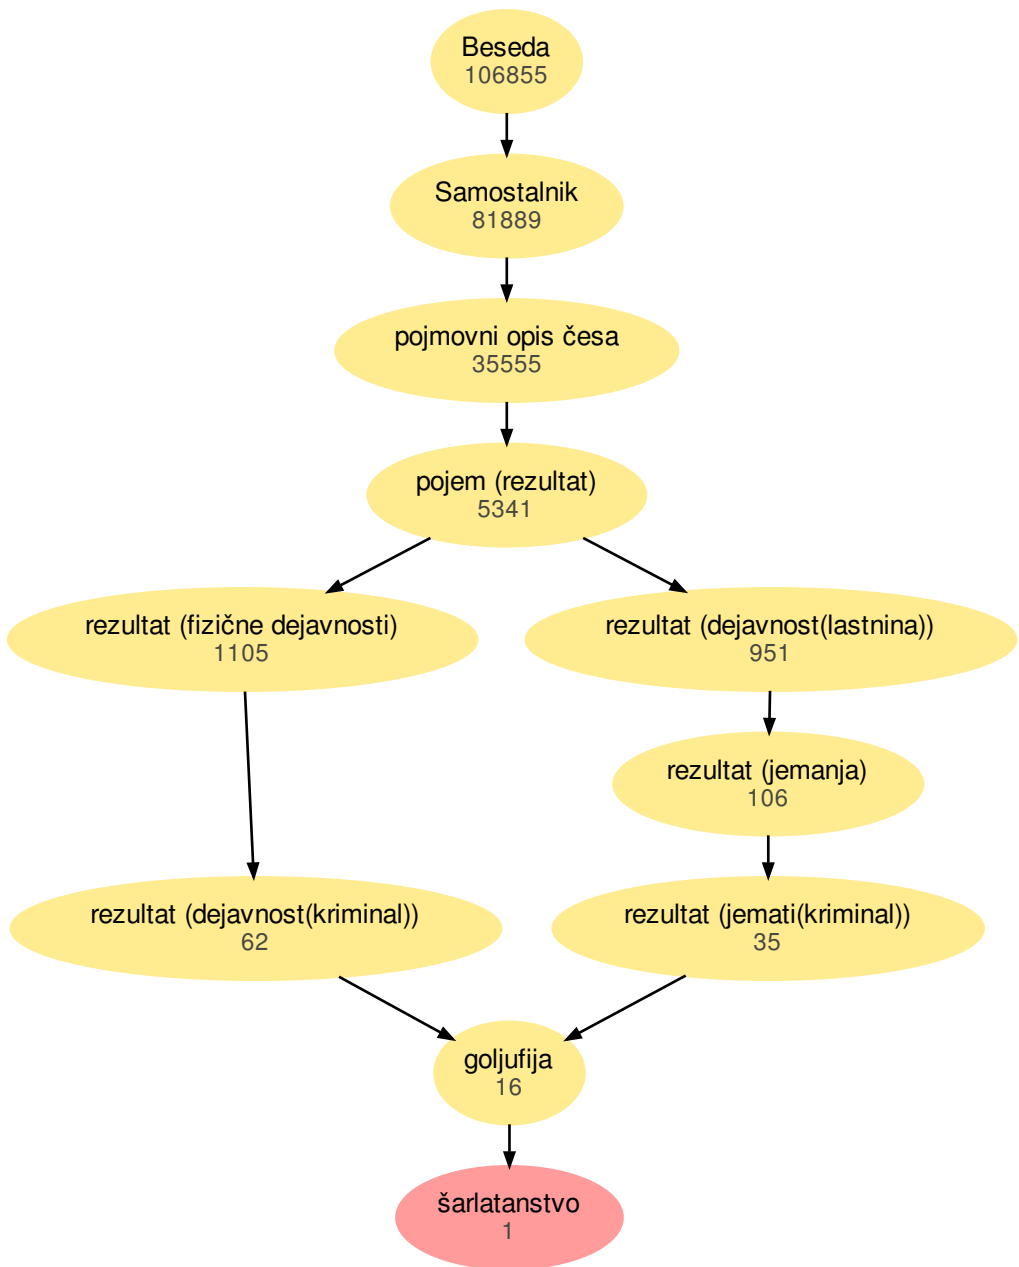 Beseda
106855
Samostalnik
81889
pojmovni opis česa
35555
pojem (rezultat)
5341
rezultat (fizične dejavnosti)
1105
rezultat (dejavnost(lastnina))
951
rezultat (jemanja)
106
rezultat (dejavnost(kriminal))
62
rezultat (jemati(kriminal))
35
goljufija
16
šarlatanstvo
1